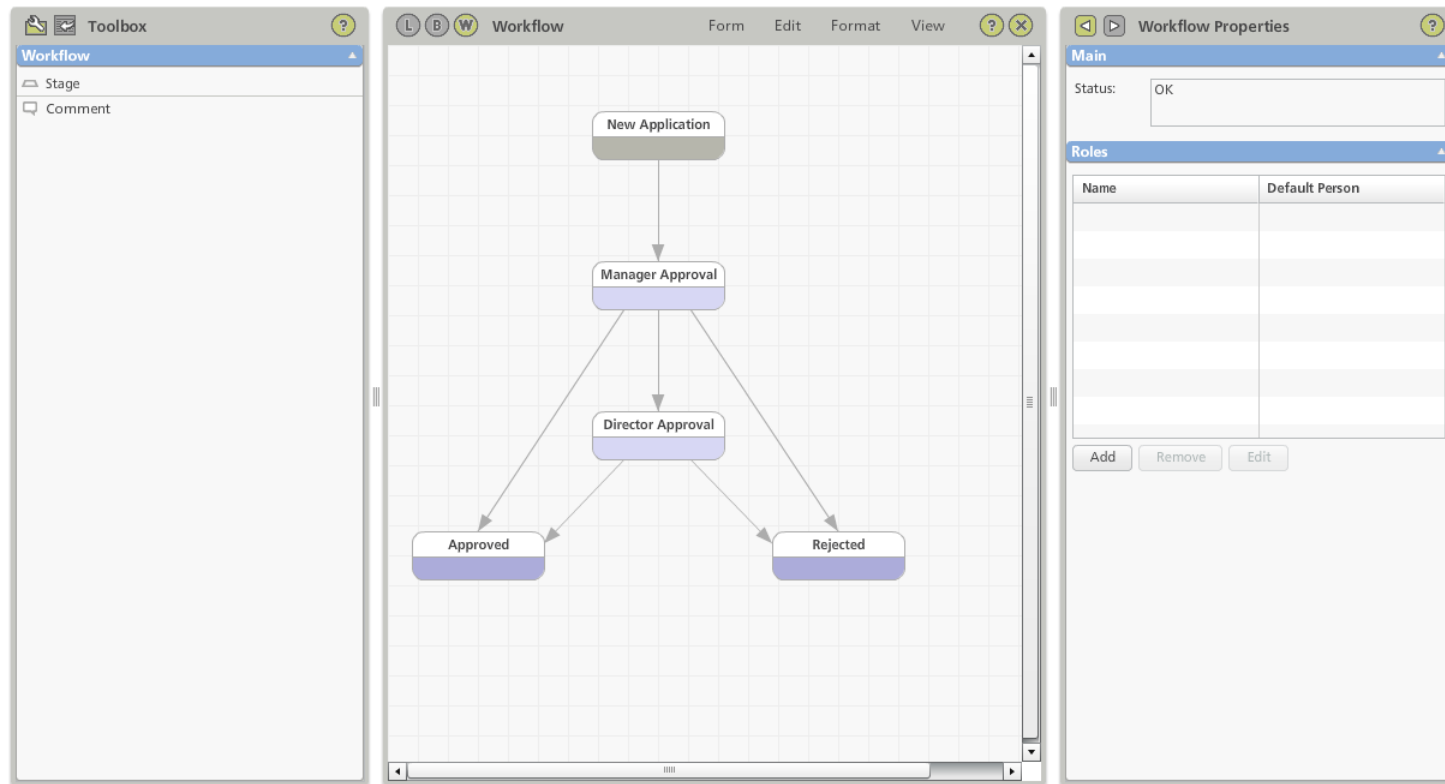 Toolbox
?
Workflow
Stage
Comment
L B W Workflow Form Edit Format View ?
New Application
Manager Approval
Director Approval
Approved
Rejected
Workflow Properties
?
Main
Status: OK
Roles
Name Default Person
Add Remove Edit